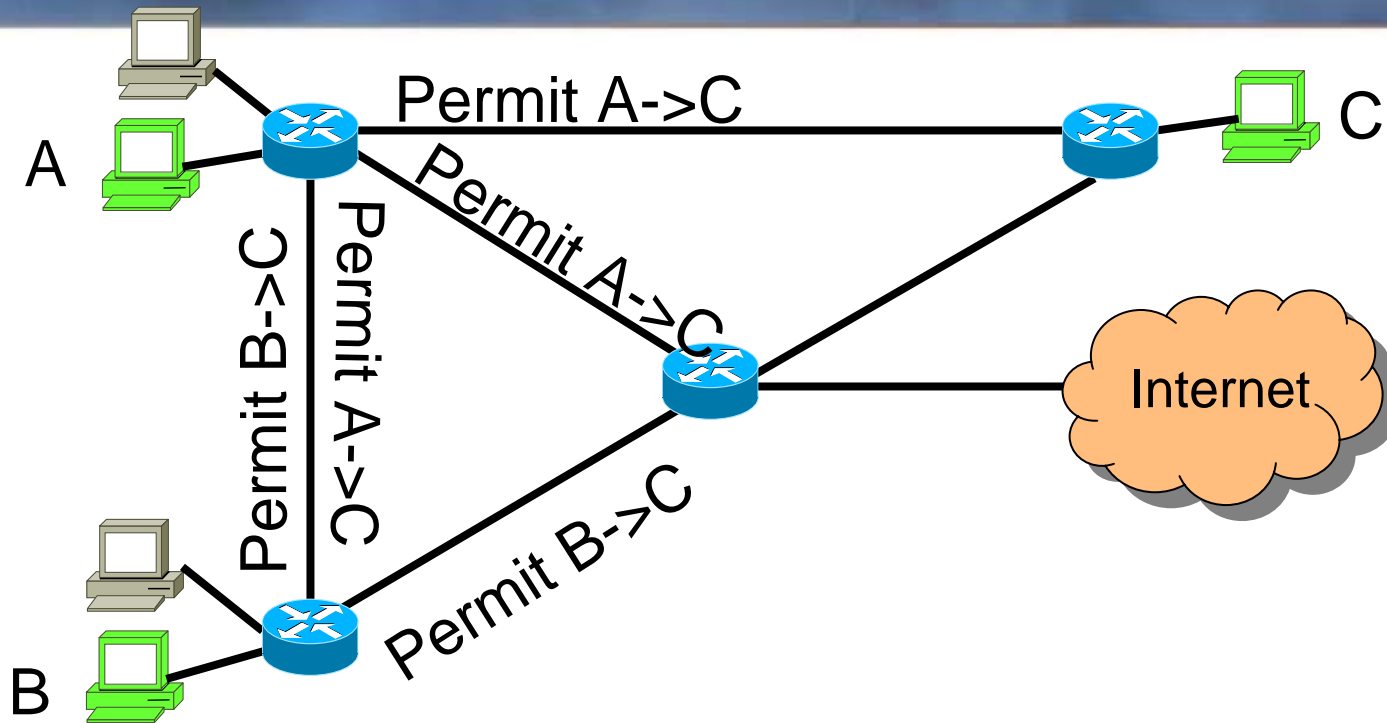 Permit A->C
C
A
Permit A->C
Permit B->C
Permit A->C
Internet
Permit B->C
B